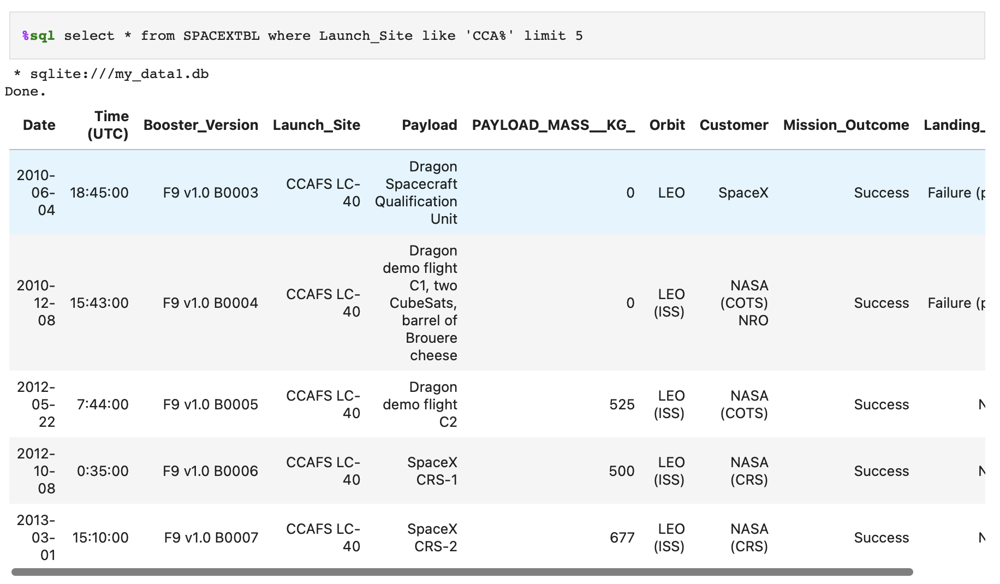 %sql select * from SPACEXTBL where Launch_Site like 'CCA%' limit 5
* sqlite:///my_data1.db
Done.
Date Time (UTC) Booster_Version Launch_Site Payload PAYLOAD_MASS__KG_ Orbit Customer Mission_Outcome Landing_
2010-06-04 18:45:00 F9 v1.0 B0003 CCAFS LC-40 Dragon Spacecraft Qualification Unit 0 LEO SpaceX Success Failure (p
2010-12-08 15:43:00 F9 v1.0 B0004 CCAFS LC-40 Dragon demo flight C1, two CubeSats, barrel of Brouere cheese 0 LEO (ISS) NASA (COTS) NRO Success Failure (p
2012-05-22 7:44:00 F9 v1.0 B0005 CCAFS LC-40 Dragon demo flight C2 525 LEO (ISS) NASA (COTS) Success N
2012-10-08 0:35:00 F9 v1.0 B0006 CCAFS LC-40 SpaceX CRS-1 500 LEO (ISS) NASA (CRS) Success N
2013-03-01 15:10:00 F9 v1.0 B0007 CCAFS LC-40 SpaceX CRS-2 677 LEO (ISS) NASA (CRS) Success N